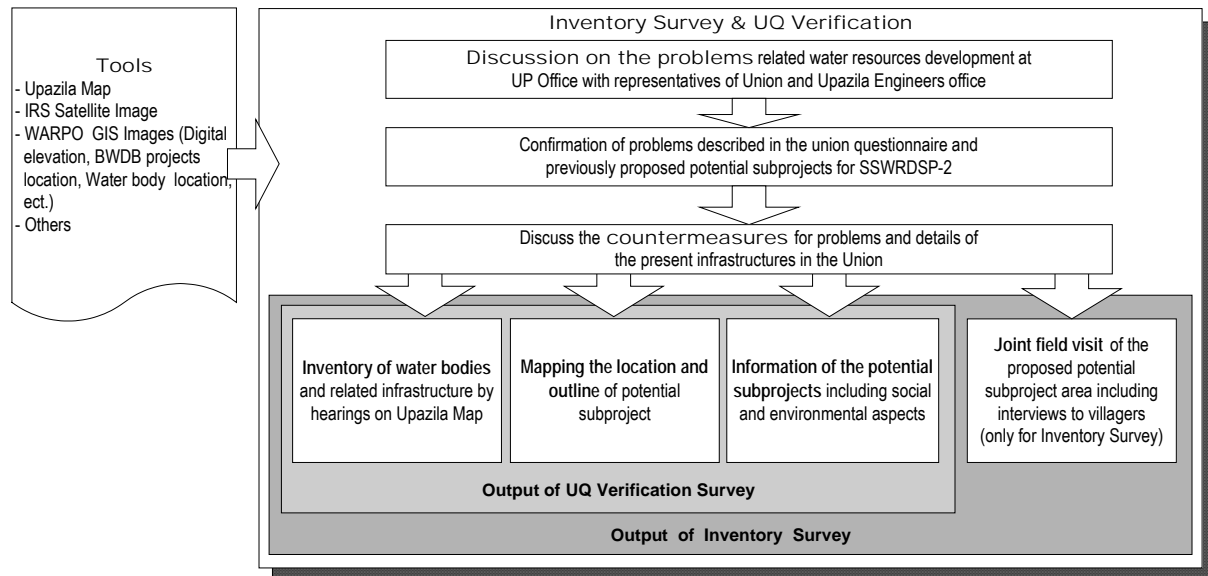 Tools
- Upazila Map
- IRS Satellite Image
- WARPO GIS Images (Digital
elevation, BWDB projects
location, Water body location,
ect.)
- Others
Inventory Survey & UQ Verification
Discussion on the problems related water resources development at
UP Office with representatives of Union and Upazila Engineers office
Confirmation of problems described in the union questionnaire and
previously proposed potential subprojects for SSWRDSP-2
Discuss the countermeasures for problems and details of
the present infrastructures in the Union
Inventory of water bodies
and related infrastructure by
hearings on Upazila Map
Mapping the location and
outline of potential
subproject
Information of the potential
subprojects including social
and environmental aspects
Joint field visit of the
proposed potential
subproject area including
interviews to villagers
(only for Inventory Survey)
Output of UQ Verification Survey
Output of Inventory Survey